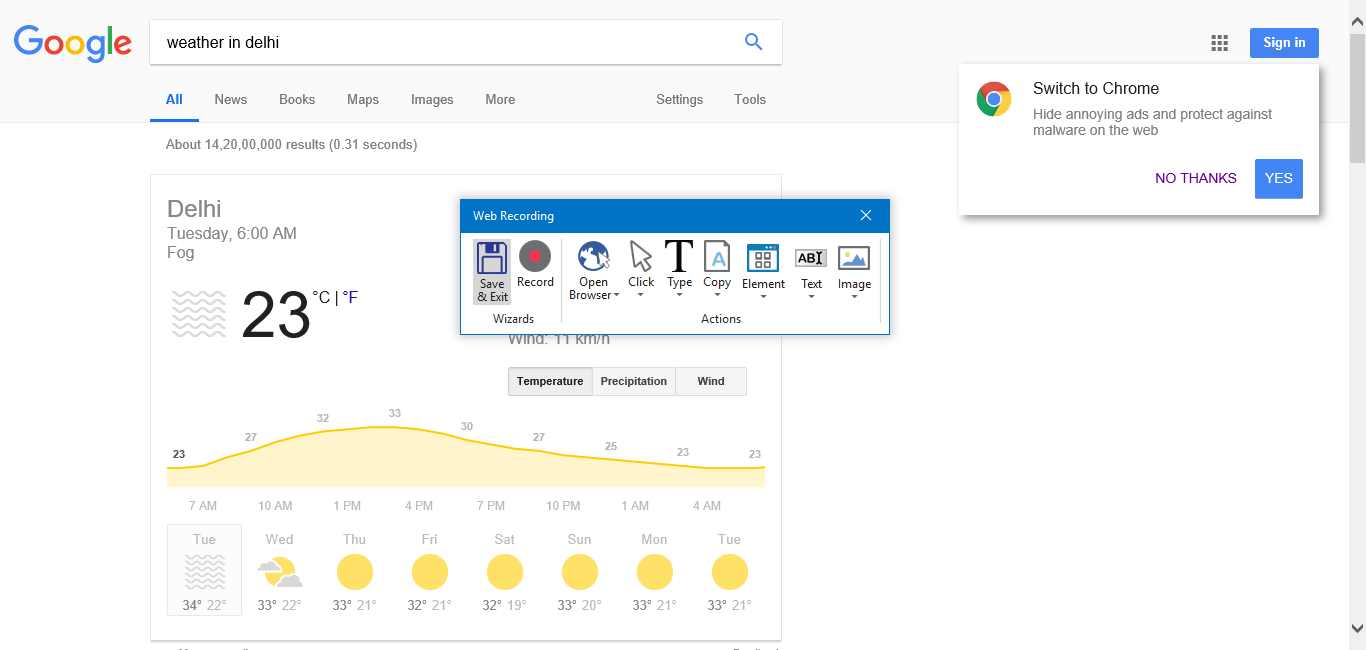 Google
weather in delhi
Sign in
All News Books Maps Images More Settings Tools
Switch to Chrome
Hide annoying ads and protect against
malware on the web
NO THANKS YES
About 14,20,00,000 results (0.31 seconds)
Delhi
Tuesday, 6:00 AM
Fog
23 °C | °F
Web Recording
Save
& Exit
Record
Open
Browser
Click
Type
Copy
Element
ABI
Text
Image
Wizards
Actions
Wind: 11 km/h
Temperature Precipitation Wind
23 27 32 33 30 27 25 23 23
7 AM 10 AM 1 PM 4 PM 7 PM 10 PM 1 AM 4 AM
Tue Wed Thu Fri Sat Sun Mon Tue
34° 22° 33° 22° 33° 21° 32° 21° 32° 19° 33° 20° 33° 21° 33° 21°